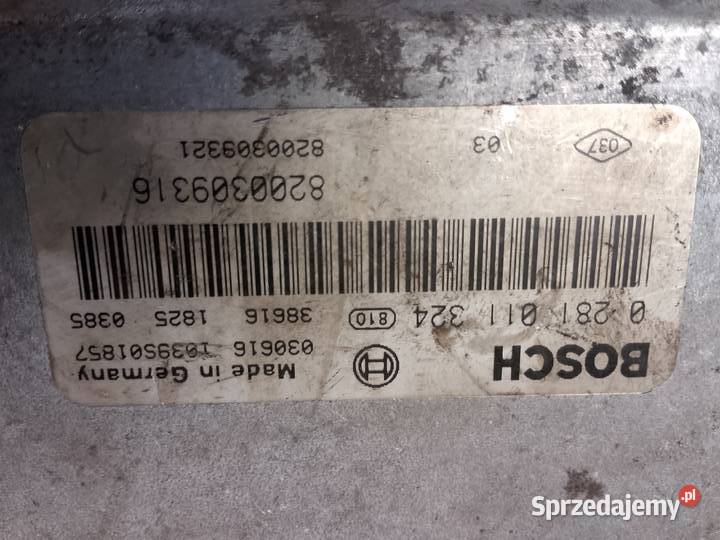 BOSCH
Made in Germany
030616 1039S01857
0 281 011 324 810 38616 1825 0385
8200309316
037 03 8200309321
Sprzedajemy.pl